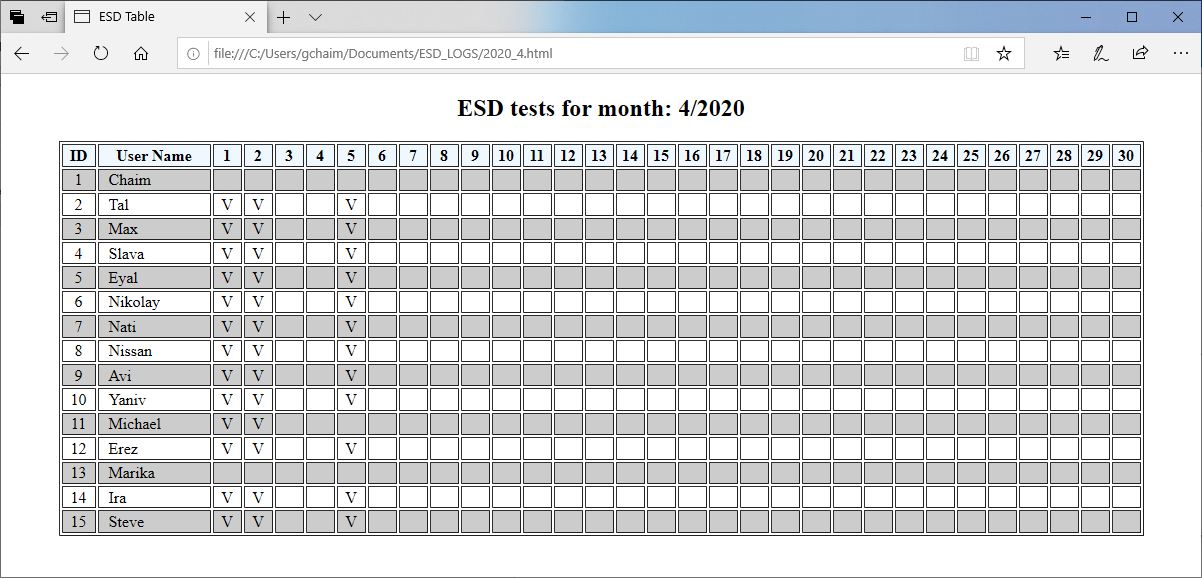 ESD Table
file:///C:/Users/gchaim/Documents/ESD_LOGS/2020_4.html
ESD tests for month: 4/2020
ID User Name 1 2 3 4 5 6 7 8 9 10 11 12 13 14 15 16 17 18 19 20 21 22 23 24 25 26 27 28 29 30
1 Chaim
2 Tal V V V
3 Max V V V
4 Slava V V V
5 Eyal V V V
6 Nikolay V V V
7 Nati V V V
8 Nissan V V V
9 Avi V V V
10 Yaniv V V V
11 Michael V V
12 Erez V V V
13 Marika
14 Ira V V V
15 Steve V V V